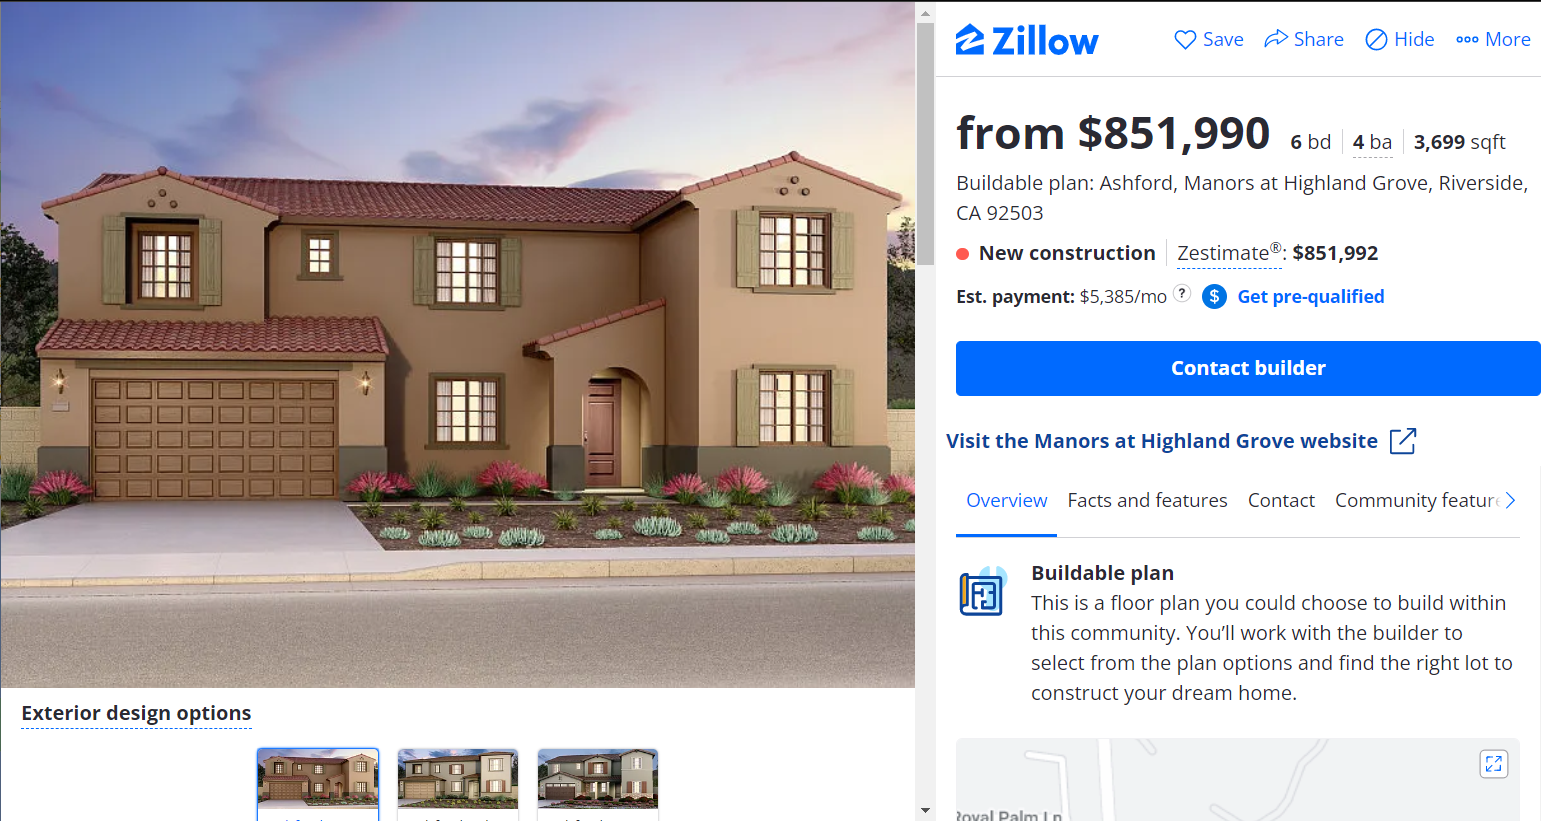 Zillow
Save
Share
Hide
More
from $851,990
6 bd
4 ba
3,699 sqft
Buildable plan: Ashford, Manors at Highland Grove, Riverside,
CA 92503
New construction
Zestimate®: $851,992
Est. payment: $5,385/mo ?
$ Get pre-qualified
Contact builder
Visit the Manors at Highland Grove website
Overview
Facts and features
Contact
Community featur
Buildable plan
This is a floor plan you could choose to build within
this community. You’ll work with the builder to
select from the plan options and find the right lot to
construct your dream home.
Royal Palm Ln
Exterior design options